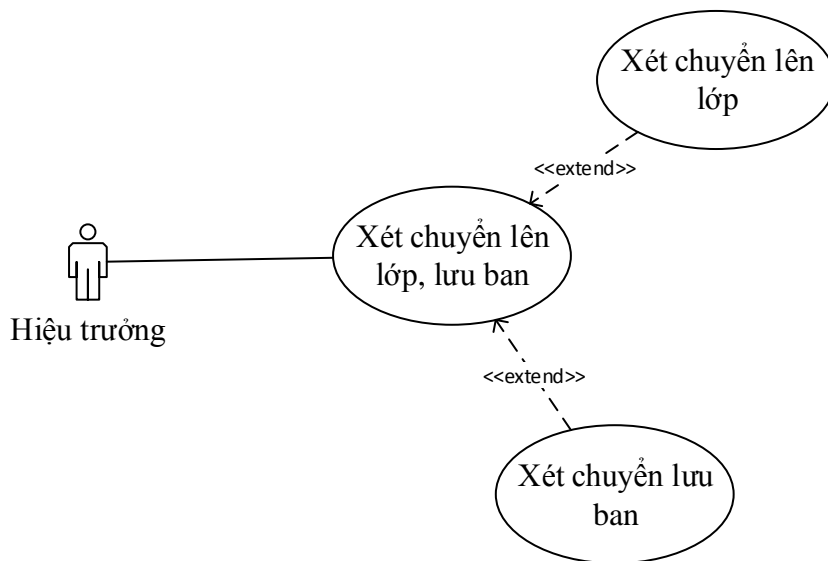 Xét chuyển lên
lớp
<<extend>>
Xét chuyển lên
lớp, lưu ban
Hiệu trưởng
<<extend>>
Xét chuyển lưu
ban